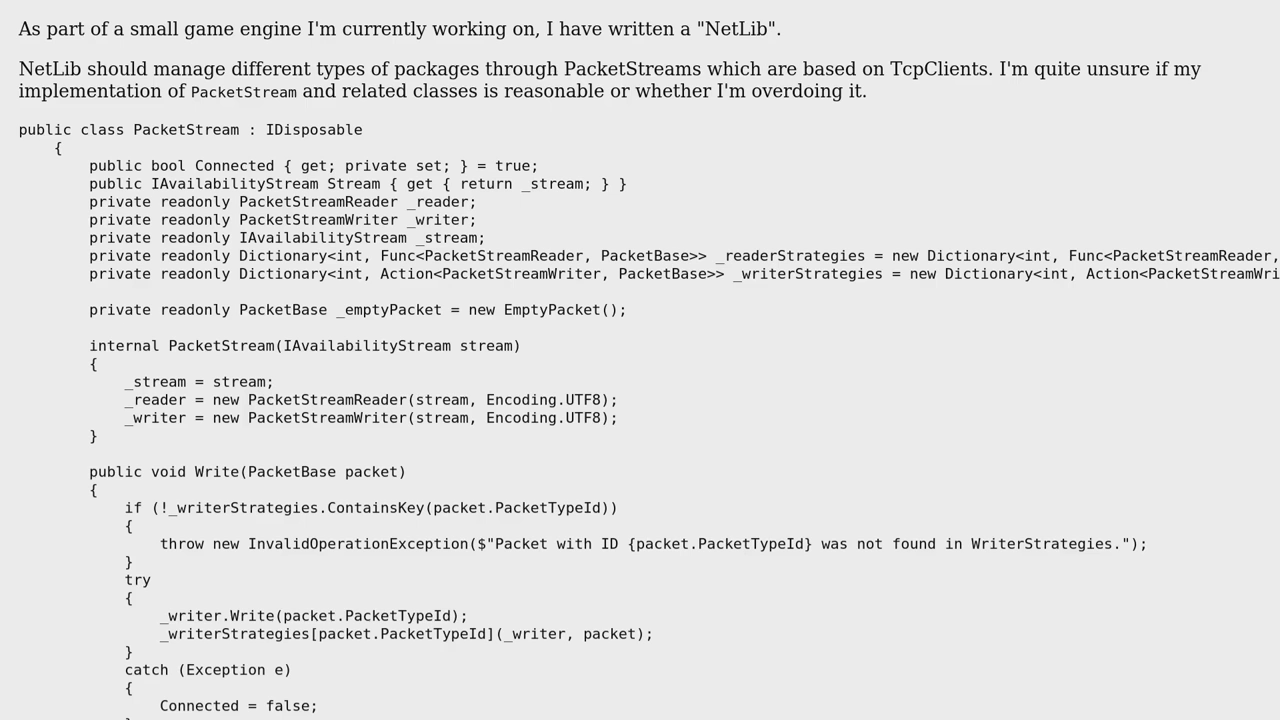 As part of a small game engine I'm currently working on, I have written a "NetLib".
NetLib should manage different types of packages through PacketStreams which are based on TcpClients. I'm quite unsure if my
implementation of PacketStream and related classes is reasonable or whether I'm overdoing it.
public class PacketStream : IDisposable
{
public bool Connected { get; private set; } = true;
public IAvailabilityStream Stream { get { return _stream; } }
private readonly PacketStreamReader _reader;
private readonly PacketStreamWriter _writer;
private readonly IAvailabilityStream _stream;
private readonly Dictionary<int, Func<PacketStreamReader, PacketBase>> _readerStrategies = new Dictionary<int, Func<PacketStreamReader,
private readonly Dictionary<int, Action<PacketStreamWriter, PacketBase>> _writerStrategies = new Dictionary<int, Action<PacketStreamWri
private readonly PacketBase _emptyPacket = new EmptyPacket();
internal PacketStream(IAvailabilityStream stream)
{
_stream = stream;
_reader = new PacketStreamReader(stream, Encoding.UTF8);
_writer = new PacketStreamWriter(stream, Encoding.UTF8);
}
public void Write(PacketBase packet)
{
if (!_writerStrategies.ContainsKey(packet.PacketTypeId))
{
throw new InvalidOperationException($"Packet with ID {packet.PacketTypeId} was not found in WriterStrategies.");
}
try
{
_writer.Write(packet.PacketTypeId);
_writerStrategies[packet.PacketTypeId](_writer, packet);
}
catch (Exception e)
{
Connected = false;